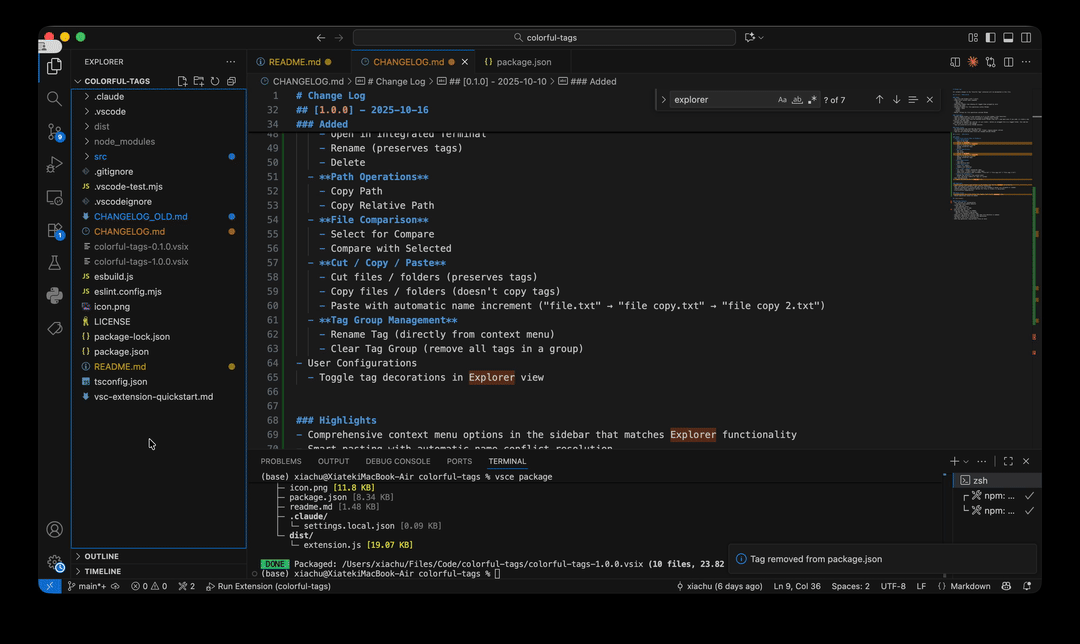 colorful-tags
EXPLORER
COLORFUL-TAGS
.claude
.vscode
dist
node_modules
src
.gitignore
JS .vscode-test.mjs
.vscodeignore
CHANGELOG_OLD.md
CHANGELOG.md
colorful-tags-0.1.0.vsix
colorful-tags-1.0.0.vsix
JS esbuild.js
JS eslint.config.mjs
icon.png
LICENSE
{} package-lock.json
{} package.json
README.md
tsconfig.json
vsc-extension-quickstart.md
OUTLINE
TIMELINE
9
1
README.md
CHANGELOG.md
{} package.json
CHANGELOG.md > # Change Log > ## [0.1.0] - 2025-10-10 > ### Added
explorer Aa ab .* ? of 7
1 # Change Log
32 ## [1.0.0] - 2025-10-16
34 ### Added
48 - Open in Integrated Terminal
49 - Rename (preserves tags)
50 - Delete
51 - **Path Operations**
52 - Copy Path
53 - Copy Relative Path
54 - **File Comparison**
55 - Select for Compare
56 - Compare with Selected
57 - **Cut / Copy / Paste**
58 - Cut files / folders (preserves tags)
59 - Copy files / folders (doesn't copy tags)
60 - Paste with automatic name increment ("file.txt" → "file copy.txt" → "file copy 2.txt")
61 - **Tag Group Management**
62 - Rename Tag (directly from context menu)
63 - Clear Tag Group (remove all tags in a group)
64 - User Configurations
65 - Toggle tag decorations in Explorer view
66
67
68 ### Highlights
69 - Comprehensive context menu options in the sidebar that matches Explorer functionality
70 - Smart pasting with automatic name conflict resolution
PROBLEMS OUTPUT DEBUG CONSOLE PORTS TERMINAL
(base) xiachu@XiatekiMacBook-Air colorful-tags % vsce package
├─ icon.png [11.8 KB]
├─ package.json [8.34 KB]
├─ readme.md [1.48 KB]
├─ .claude/
│ └─ settings.local.json [0.09 KB]
└─ dist/
└─ extension.js [19.07 KB]
DONE Packaged: /Users/xiachu/Files/Code/colorful-tags/colorful-tags-1.0.0.vsix (10 files, 23.82
(base) xiachu@XiatekiMacBook-Air colorful-tags %
zsh
npm: ...
npm: ...
Tag removed from package.json
main*+ 0 0 2 Run Extension (colorful-tags) xiachu (6 days ago) Ln 9, Col 36 Spaces: 2 UTF-8 LF {} Markdown